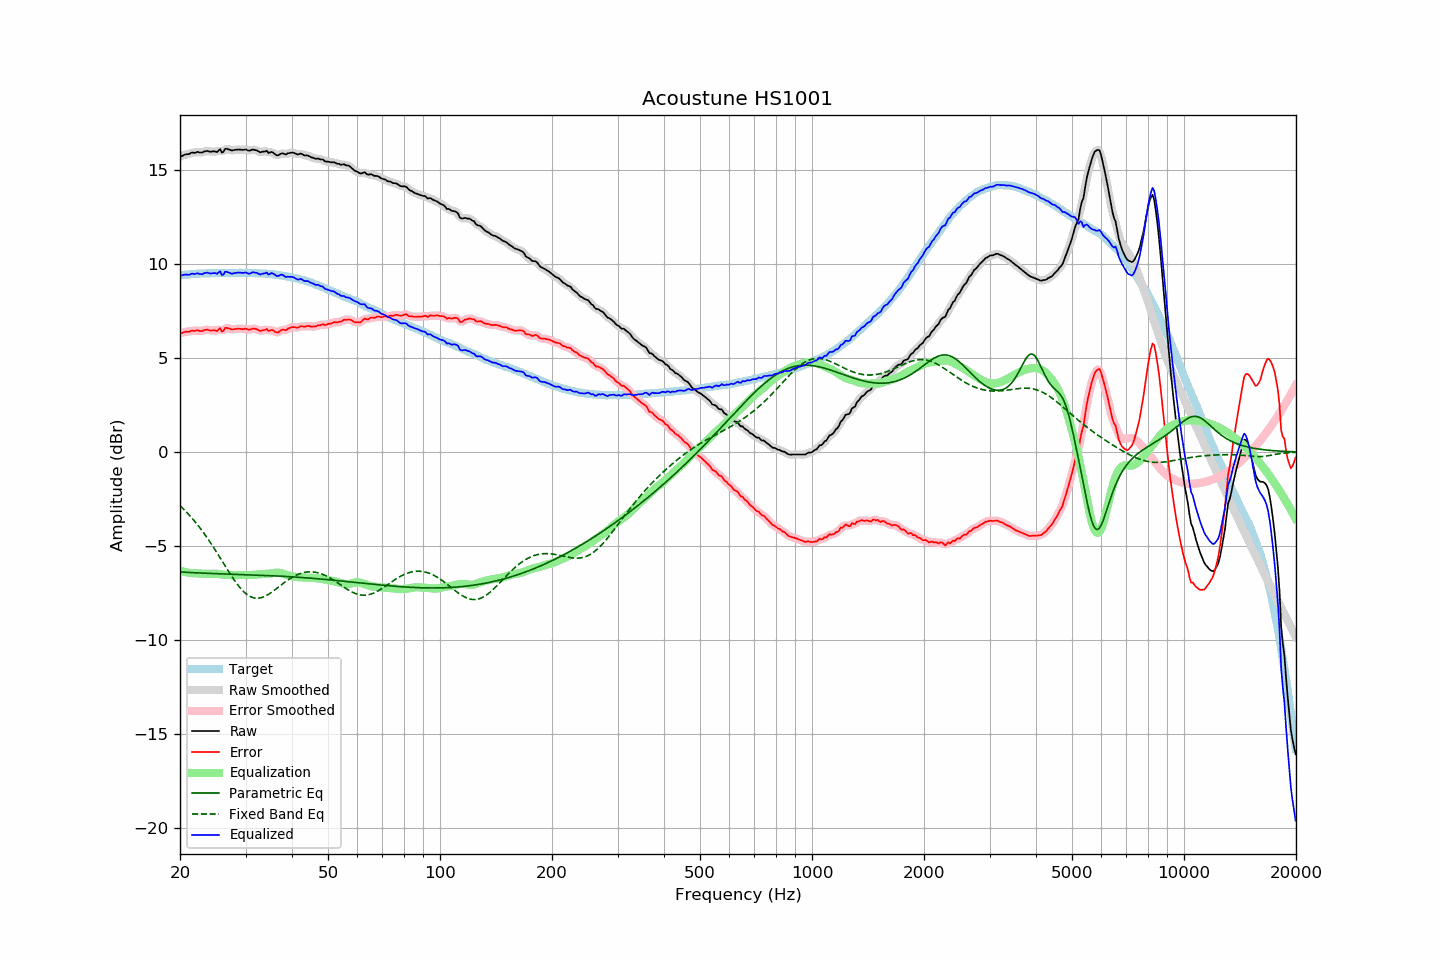 Acoustune HS1001
Amplitude (dBr)
15
10
5
0
−5
−10
−15
−20
Target
Raw Smoothed
Error Smoothed
Raw
Error
Equalization
Parametric Eq
Fixed Band Eq
Equalized
20 50 100 200 500 1000 2000 5000 10000 20000
Frequency (Hz)